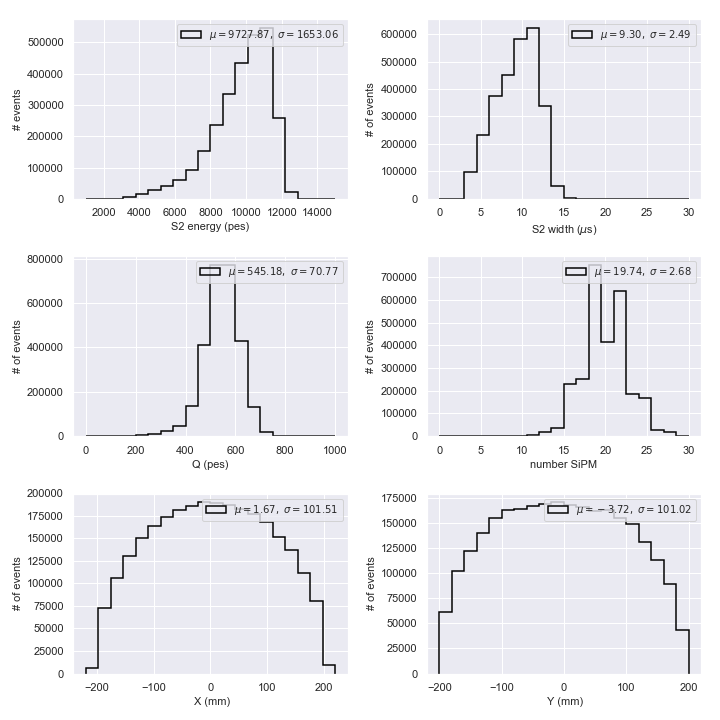 500000
400000
300000
200000
100000
0
# events
μ = 9727.87, σ = 1653.06
2000 4000 6000 8000 10000 12000 14000
S2 energy (pes)
600000
500000
400000
300000
200000
100000
0
# of events
μ = 9.30, σ = 2.49
0 5 10 15 20 25 30
S2 width (μs)
800000
600000
400000
200000
0
# of events
μ = 545.18, σ = 70.77
0 200 400 600 800 1000
Q (pes)
700000
600000
500000
400000
300000
200000
100000
0
# of events
μ = 19.74, σ = 2.68
0 5 10 15 20 25 30
number SiPM
200000
175000
150000
125000
100000
75000
50000
25000
0
# of events
μ = 1.67, σ = 101.51
−200 −100 0 100 200
X (mm)
175000
150000
125000
100000
75000
50000
25000
0
# of events
μ = −3.72, σ = 101.02
−200 −100 0 100 200
Y (mm)